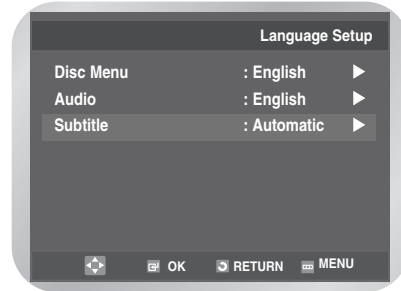 Language Setup
Disc Menu : English ►
Audio : English ►
Subtitle : Automatic ►
OK RETURN MENU